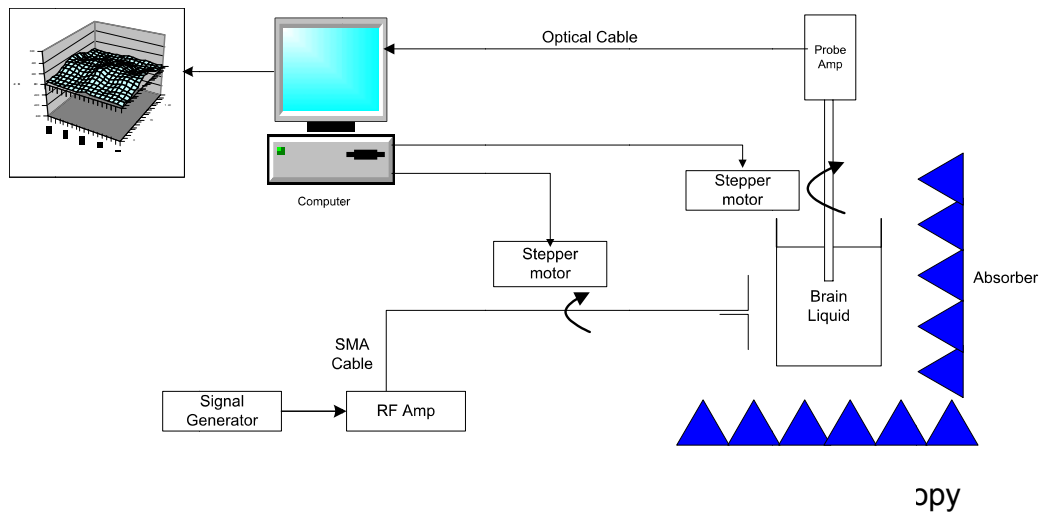 Optical Cable
Probe
Amp
Stepper
motor
Computer
Stepper
motor
Absorber
Brain
Liquid
SMA
Cable
Signal
Generator
RF Amp